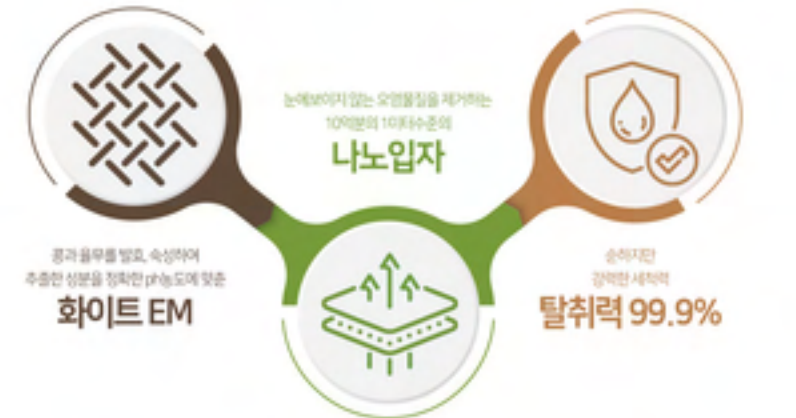 눈에보이지 않는 오염물질을 제거하는
10억분의 1미터수준의
나노입자
콩과 율무를 발효, 숙성하여
추출한 성분을 정확한 ph농도에 맞춘
화이트 EM
순하지만
강력한 세척력
탈취력 99.9%